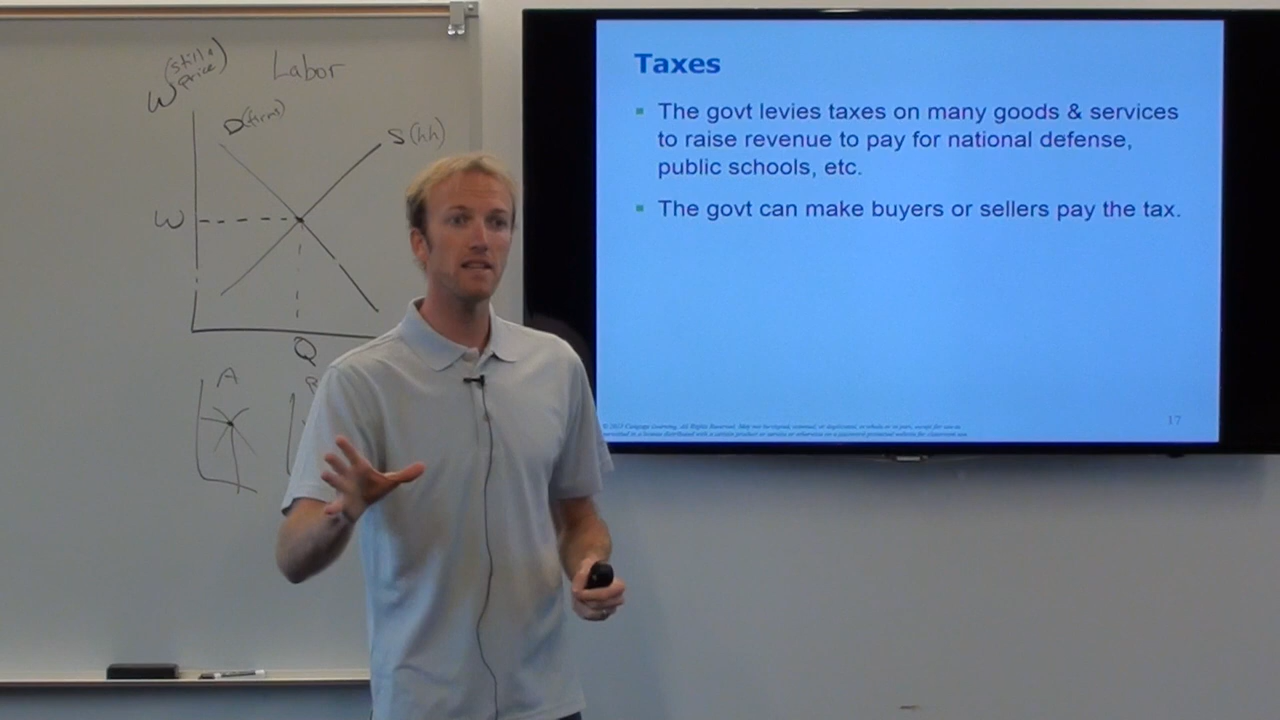 (still a
price)
W
Labor
D(firms)
S(hh)
W
Q
A
Taxes
The govt levies taxes on many goods & services
to raise revenue to pay for national defense,
public schools, etc.
The govt can make buyers or sellers pay the tax.
17